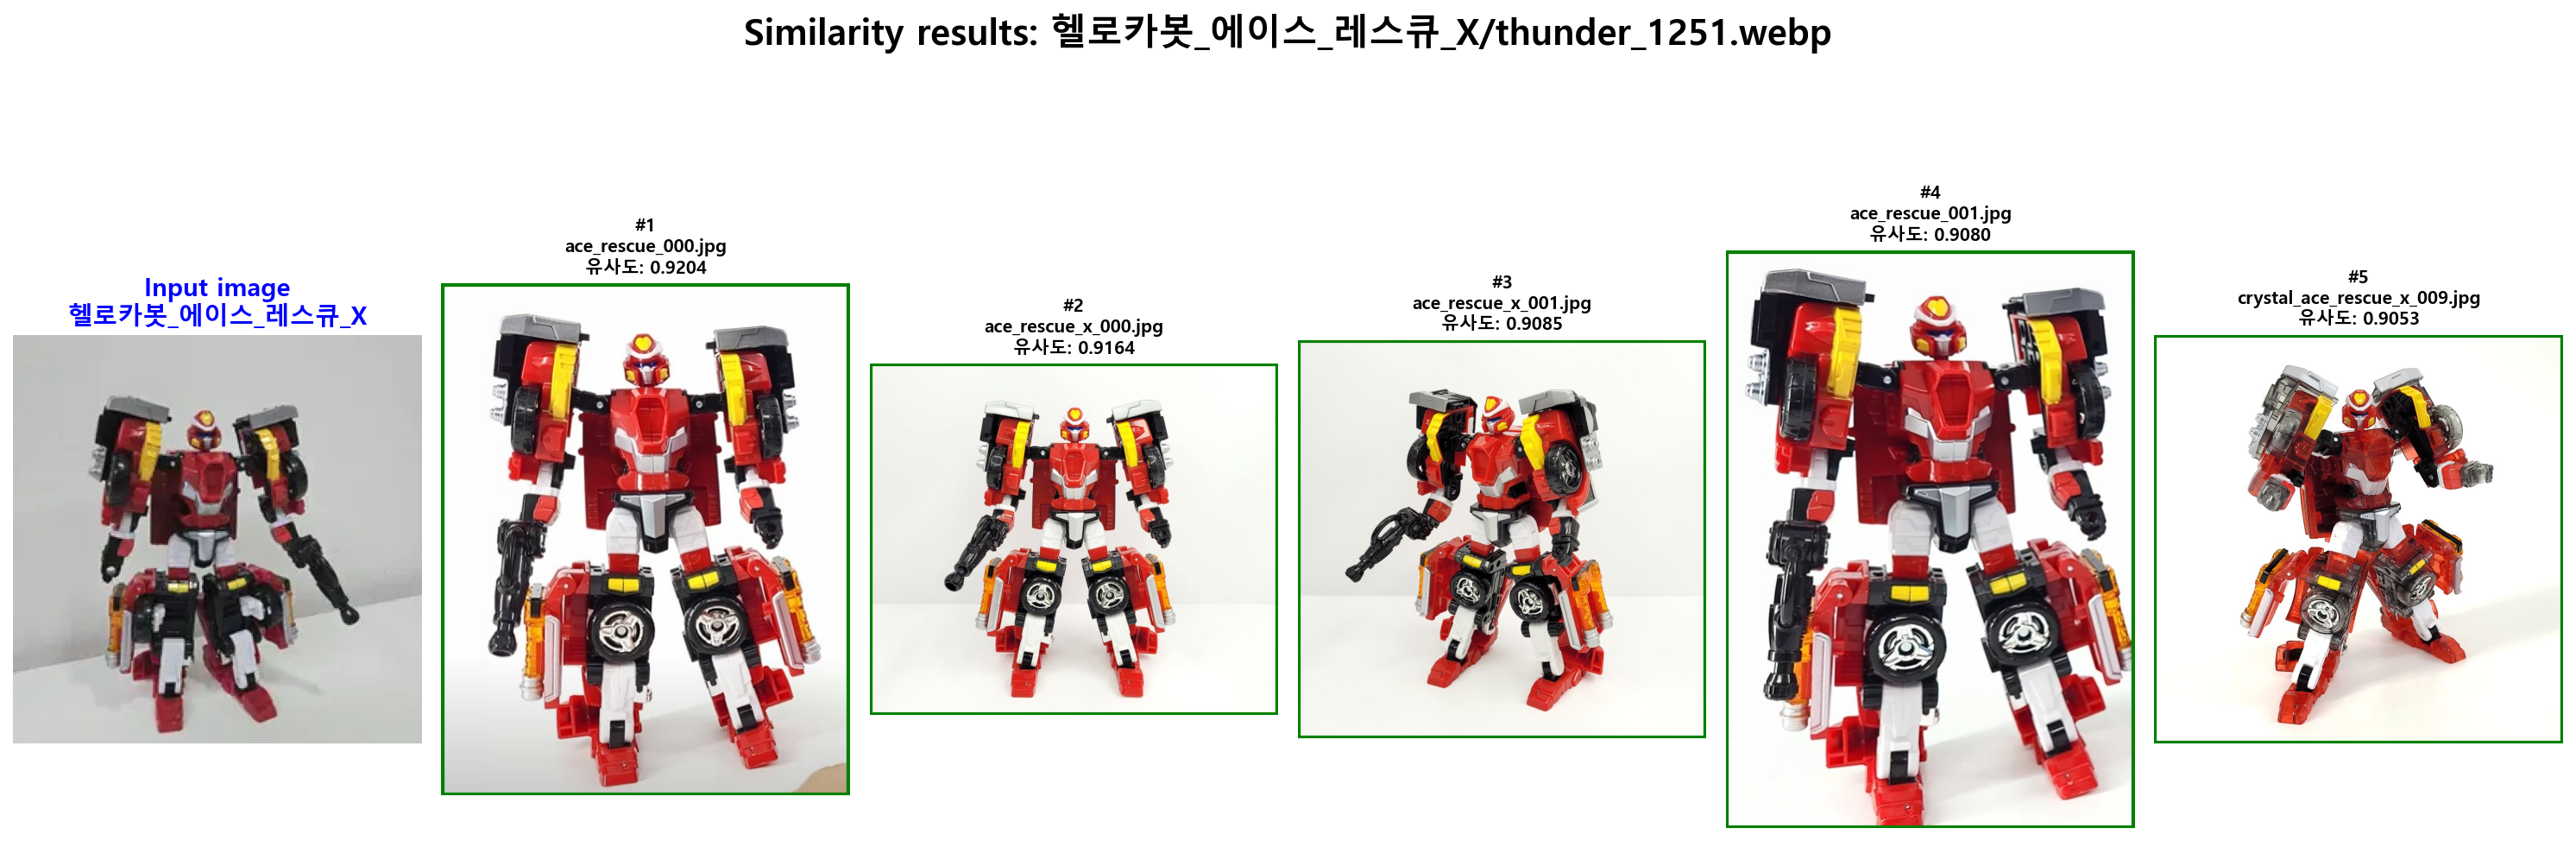 Similarity results: 헬로카봇_에이스_레스큐_X/thunder_1251.webp
Input image
헬로카봇_에이스_레스큐_X
#1
ace_rescue_000.jpg
유사도: 0.9204
#2
ace_rescue_x_000.jpg
유사도: 0.9164
#3
ace_rescue_x_001.jpg
유사도: 0.9085
#4
ace_rescue_001.jpg
유사도: 0.9080
#5
crystal_ace_rescue_x_009.jpg
유사도: 0.9053